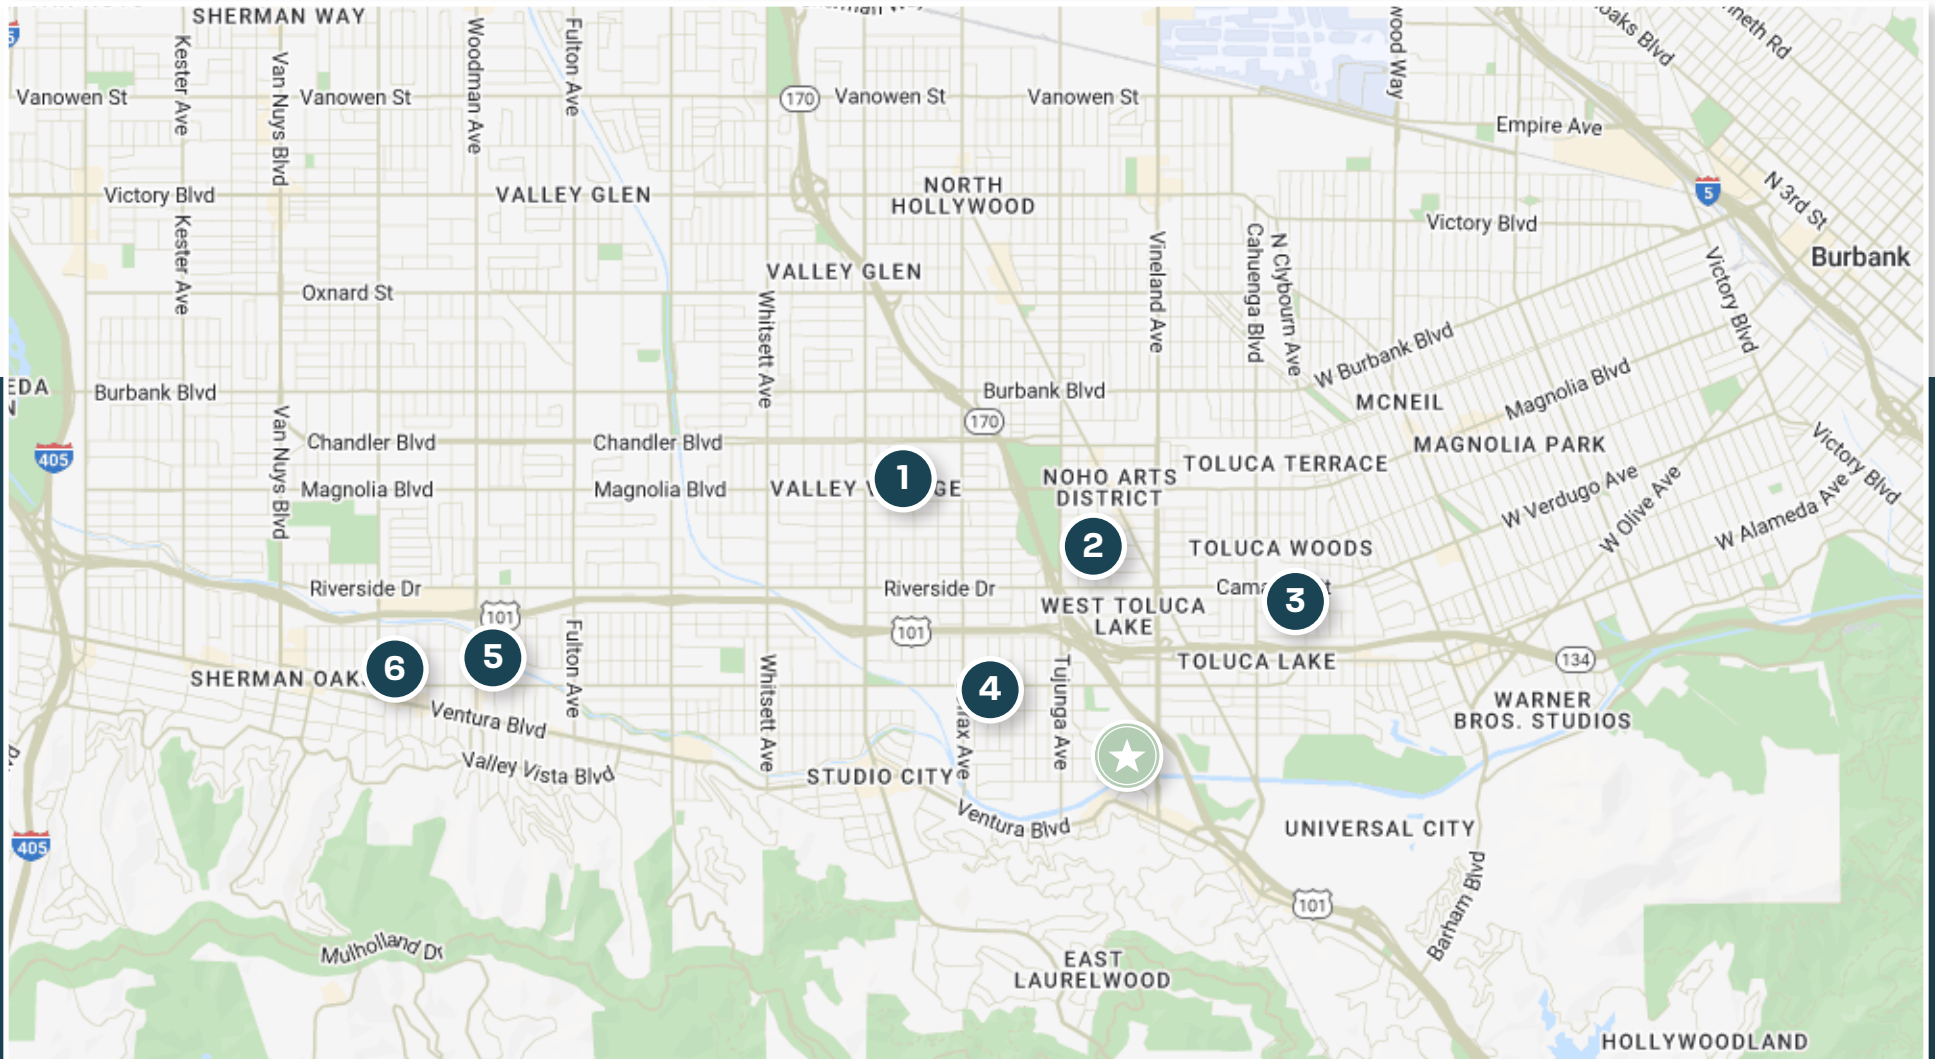 SHERMAN WAY
Kester Ave
Van Nuys Blvd
Woodman Ave
Fulton Ave
Vanowen St
Vanowen St
170
Vanowen St
Vanowen St
Empire Ave
N 3rd St
5
Burbank
Victory Blvd
Kester Ave
VALLEY GLEN
NORTH
HOLLYWOOD
Victory Blvd
Victory Blvd
VALLEY GLEN
Oxnard St
Whitsett Ave
Vineland Ave
Cahuenga Blvd
N Clybourn Ave
W Burbank Blvd
Magnolia Blvd
MCNEIL
Burbank Blvd
Burbank Blvd
170
Van Nuys Blvd
Chandler Blvd
Chandler Blvd
MAGNOLIA PARK
Victory Blvd
405
1
TOLUCA TERRACE
NOHO ARTS
DISTRICT
Magnolia Blvd
Magnolia Blvd
VALLEY
W Verdugo Ave
W Olive Ave
W Alameda Ave
2
TOLUCA WOODS
Riverside Dr
Riverside Dr
3
WEST TOLUCA
LAKE
101
101
5
6
SHERMAN
Fulton Ave
Whitsett Ave
4
Tujunga Ave
TOLUCA LAKE
134
WARNER
BROS. STUDIOS
Ventura Blvd
Valley Vista Blvd
STUDIO CITY
Ave
Ventura Blvd
UNIVERSAL CITY
405
101
Barham Blvd
Mulholland Dr
EAST
LAURELWOOD
HOLLYWOODLAND